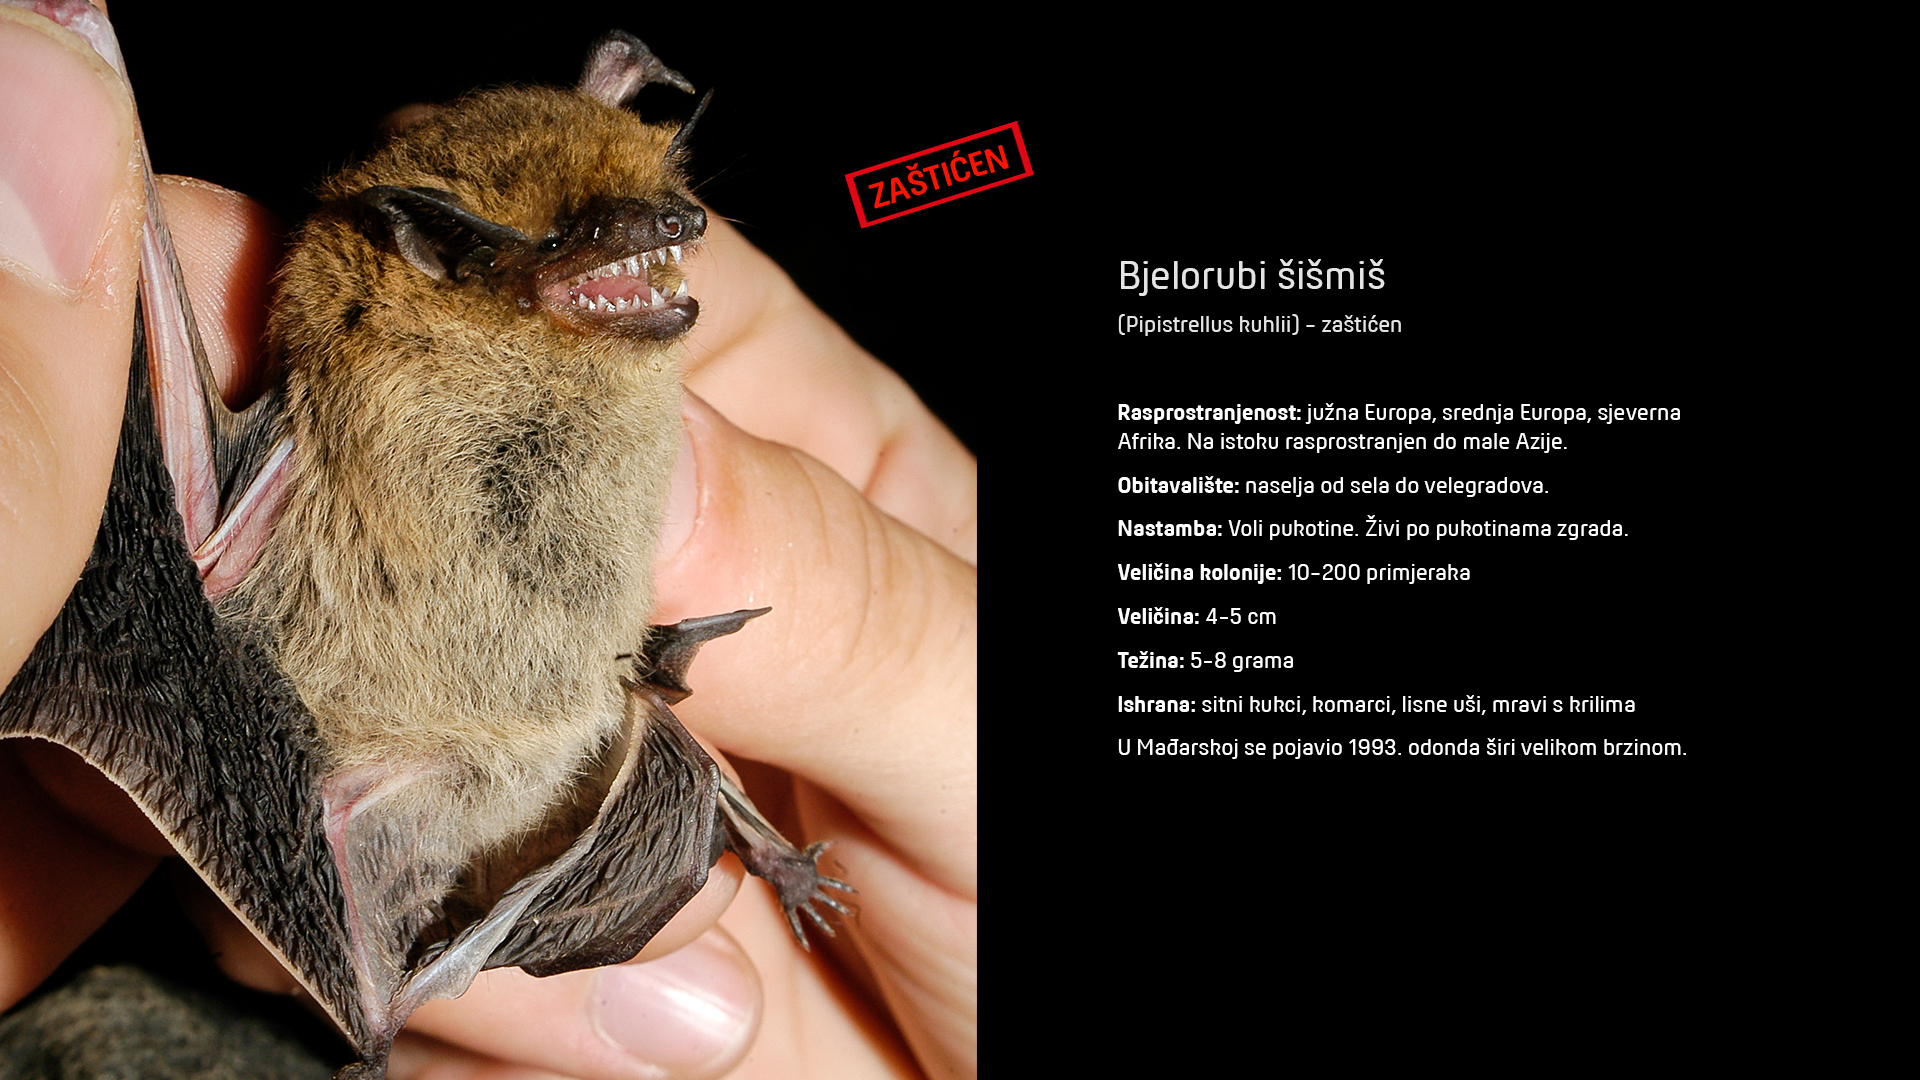 ZAŠTIĆEN
Bjelorubi šišmiš
(Pipistrellus kuhlii) - zaštićen
Rasprostranjenost: južna Europa, srednja Europa, sjeverna
Afrika. Na istoku rasprostranjen do male Azije.
Obitavalište: naselja od sela do velegradova.
Nastamba: Voli pukotine. Živi po pukotinama zgrada.
Veličina kolonije: 10-200 primjeraka
Veličina: 4-5 cm
Težina: 5-8 grama
Ishrana: sitni kukci, komarci, lisne uši, mravi s krilima
U Mađarskoj se pojavio 1993. odonda širi velikom brzinom.